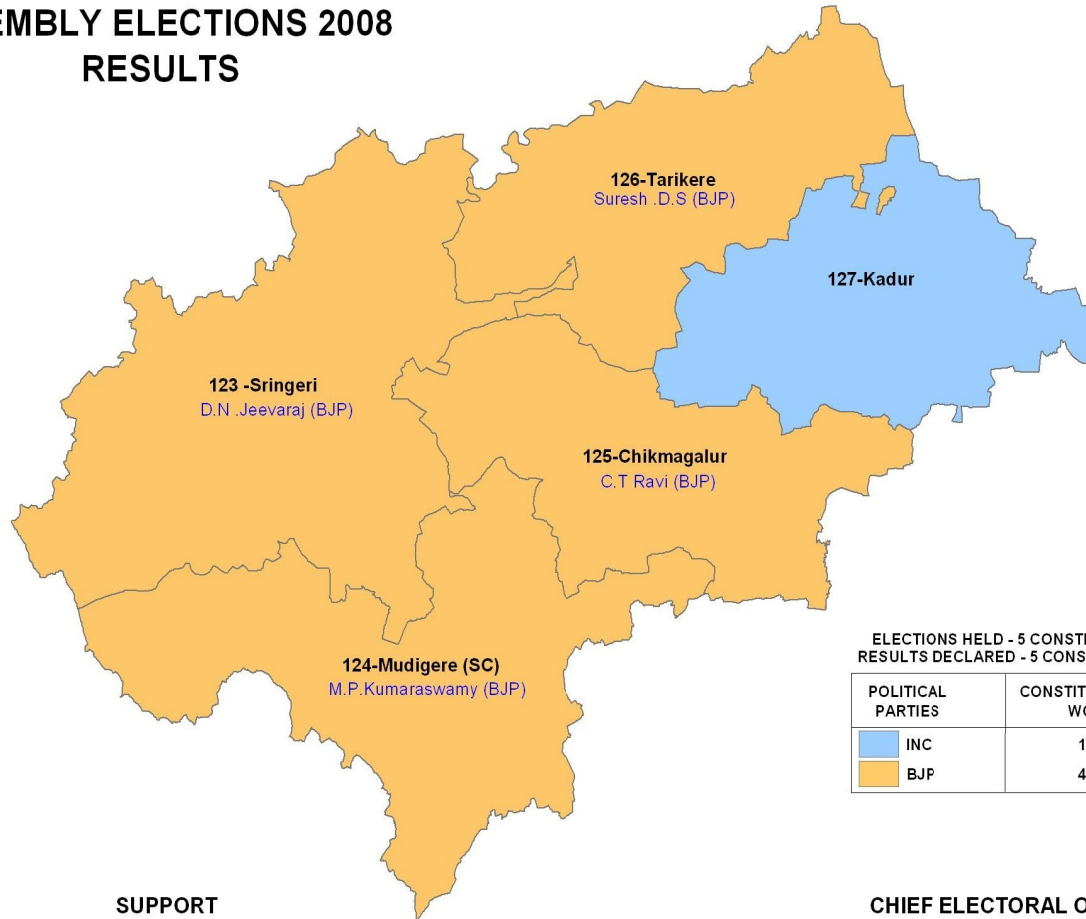 EMBLY ELECTIONS 2008
RESULTS
126-Tarikere
Suresh .D.S (BJP)
127-Kadur
123 -Sringeri
D.N .Jeevaraj (BJP)
125-Chikmagalur
C.T Ravi (BJP)
124-Mudigere (SC)
M.P.Kumaraswamy (BJP)
ELECTIONS HELD - 5 CONSTI
RESULTS DECLARED - 5 CONS
POLITICAL PARTIES
CONSTIT
WO
INC 1
BJP 4
SUPPORT
CHIEF ELECTORAL O